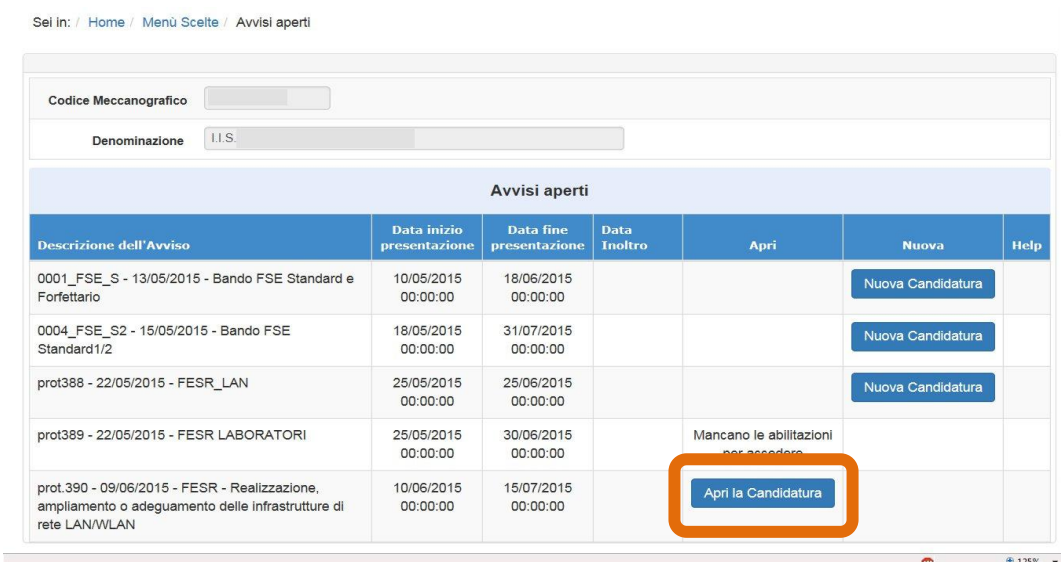 Sei in: / Home / Menù Scelte / Avvisi aperti
Codice Meccanografico
Denominazione I.I.S.
Avvisi aperti
Descrizione dell'Avviso Data inizio presentazione Data fine presentazione Data Inoltro Apri Nuova Help
0001_FSE_S - 13/05/2015 - Bando FSE Standard e Forfettario 10/05/2015 00:00:00 18/06/2015 00:00:00 Nuova Candidatura
0004_FSE_S2 - 15/05/2015 - Bando FSE Standard1/2 18/05/2015 00:00:00 31/07/2015 00:00:00 Nuova Candidatura
prot388 - 22/05/2015 - FESR_LAN 25/05/2015 00:00:00 25/06/2015 00:00:00 Nuova Candidatura
prot389 - 22/05/2015 - FESR LABORATORI 25/05/2015 00:00:00 30/06/2015 00:00:00 Mancano le abilitazioni per accedere
prot.390 - 09/06/2015 - FESR - Realizzazione, ampliamento o adeguamento delle infrastrutture di rete LAN/WLAN 10/06/2015 00:00:00 15/07/2015 00:00:00 Apri la Candidatura
125%